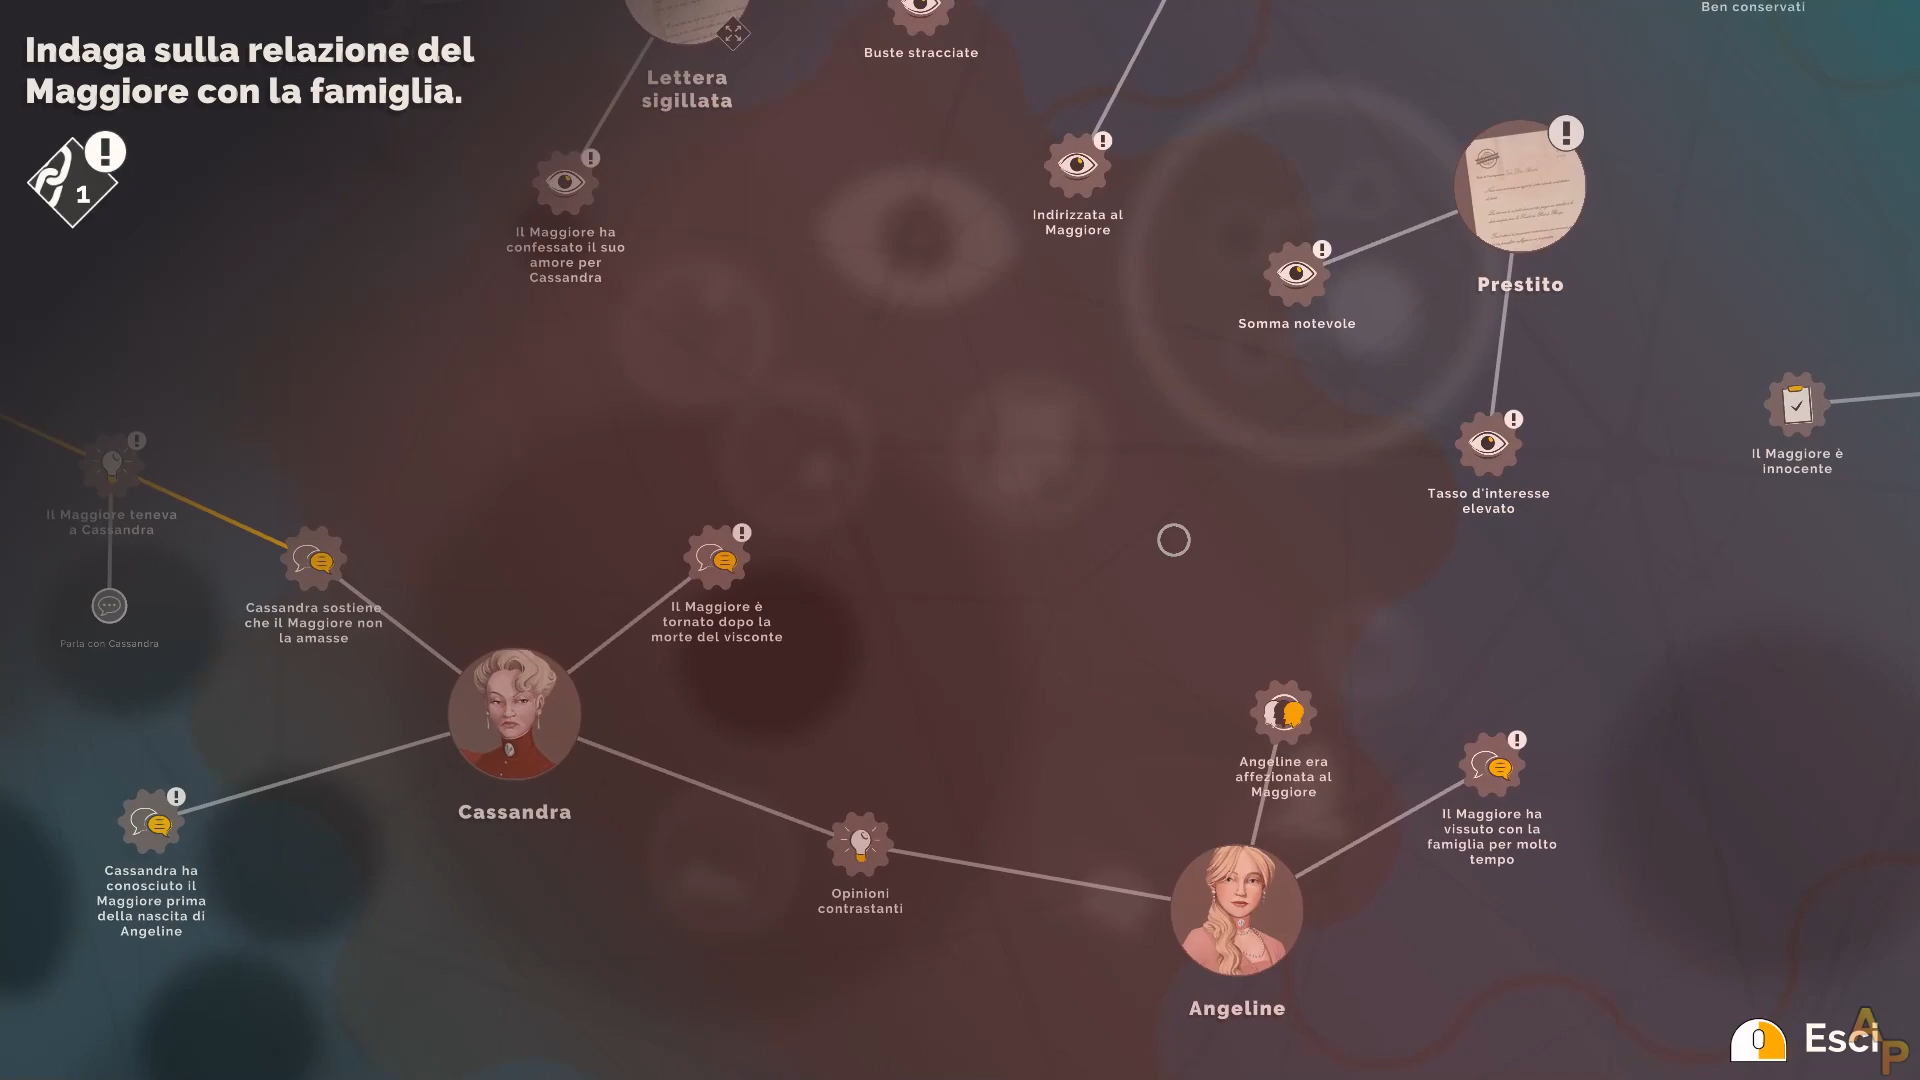 Indaga sulla relazione del
Maggiore con la famiglia.
1
Ben conservati
Buste stracciate
Lettera
sigillata
Il Maggiore ha
confessato il suo
amore per
Cassandra
Indirizzata al
Maggiore
Somma notevole
Prestito
Tasso d'interesse
elevato
Il Maggiore è
innocente
Il Maggiore teneva
a Cassandra
Parla con Cassandra
Cassandra sostiene
che il Maggiore non
la amasse
Il Maggiore è
tornato dopo la
morte del visconte
Cassandra
Cassandra ha
conosciuto il
Maggiore prima
della nascita di
Angeline
Opinioni
contrastanti
Angeline era
affezionata al
Maggiore
Il Maggiore ha
vissuto con la
famiglia per molto
tempo
Angeline
Esci
AP